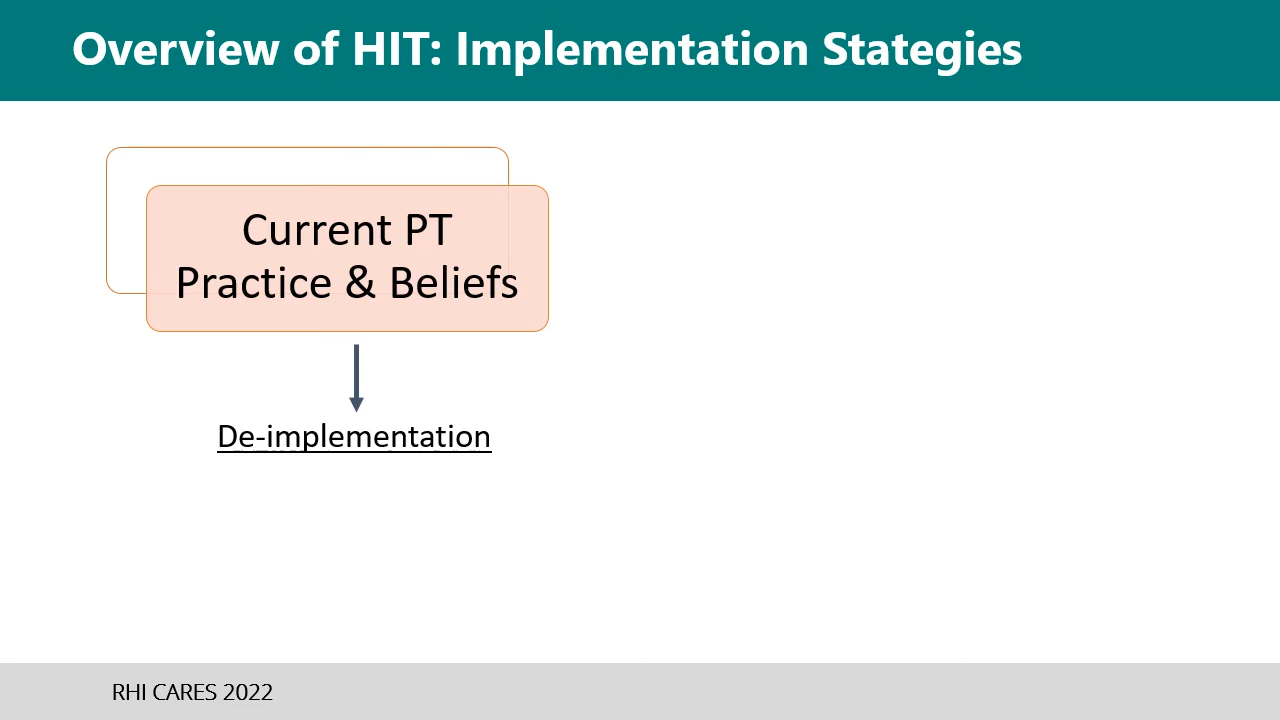 Overview of HIT: Implementation Stategies
Current PT
Practice & Beliefs
De-implementation
RHI CARES 2022